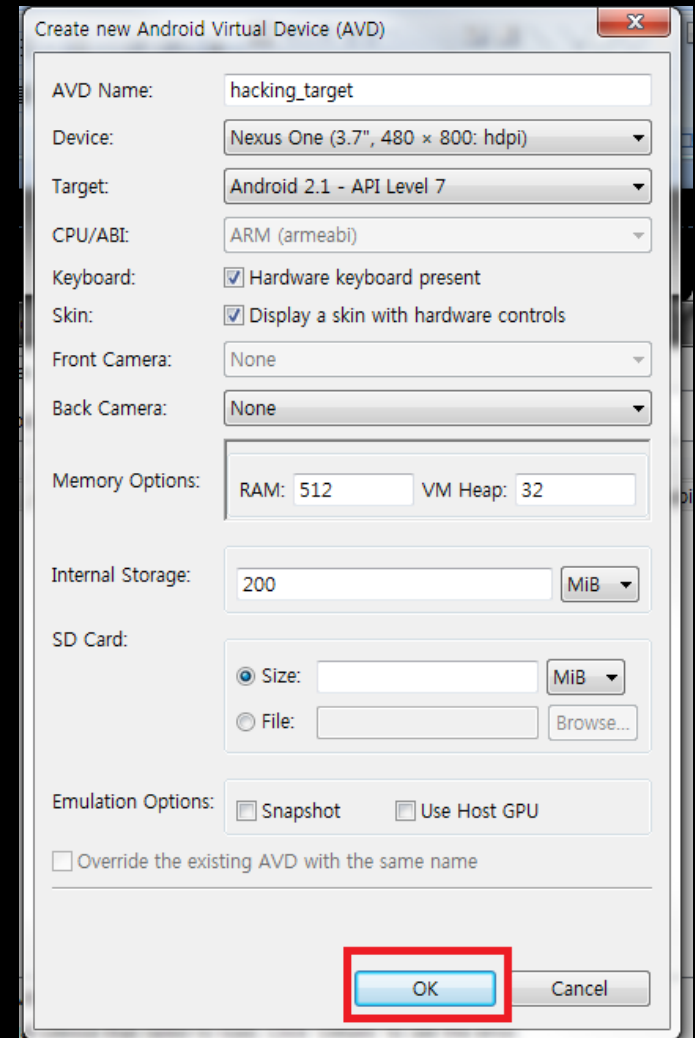 Create new Android Virtual Device (AVD)
AVD Name: hacking_target
Device: Nexus One (3.7", 480 × 800: hdpi)
Target: Android 2.1 - API Level 7
CPU/ABI: ARM (armeabi)
Keyboard: Hardware keyboard present
Skin: Display a skin with hardware controls
Front Camera: None
Back Camera: None
Memory Options: RAM: 512 VM Heap: 32
Internal Storage: 200 MiB
SD Card:
Size: MiB
File: Browse...
Emulation Options: Snapshot Use Host GPU
Override the existing AVD with the same name
OK Cancel